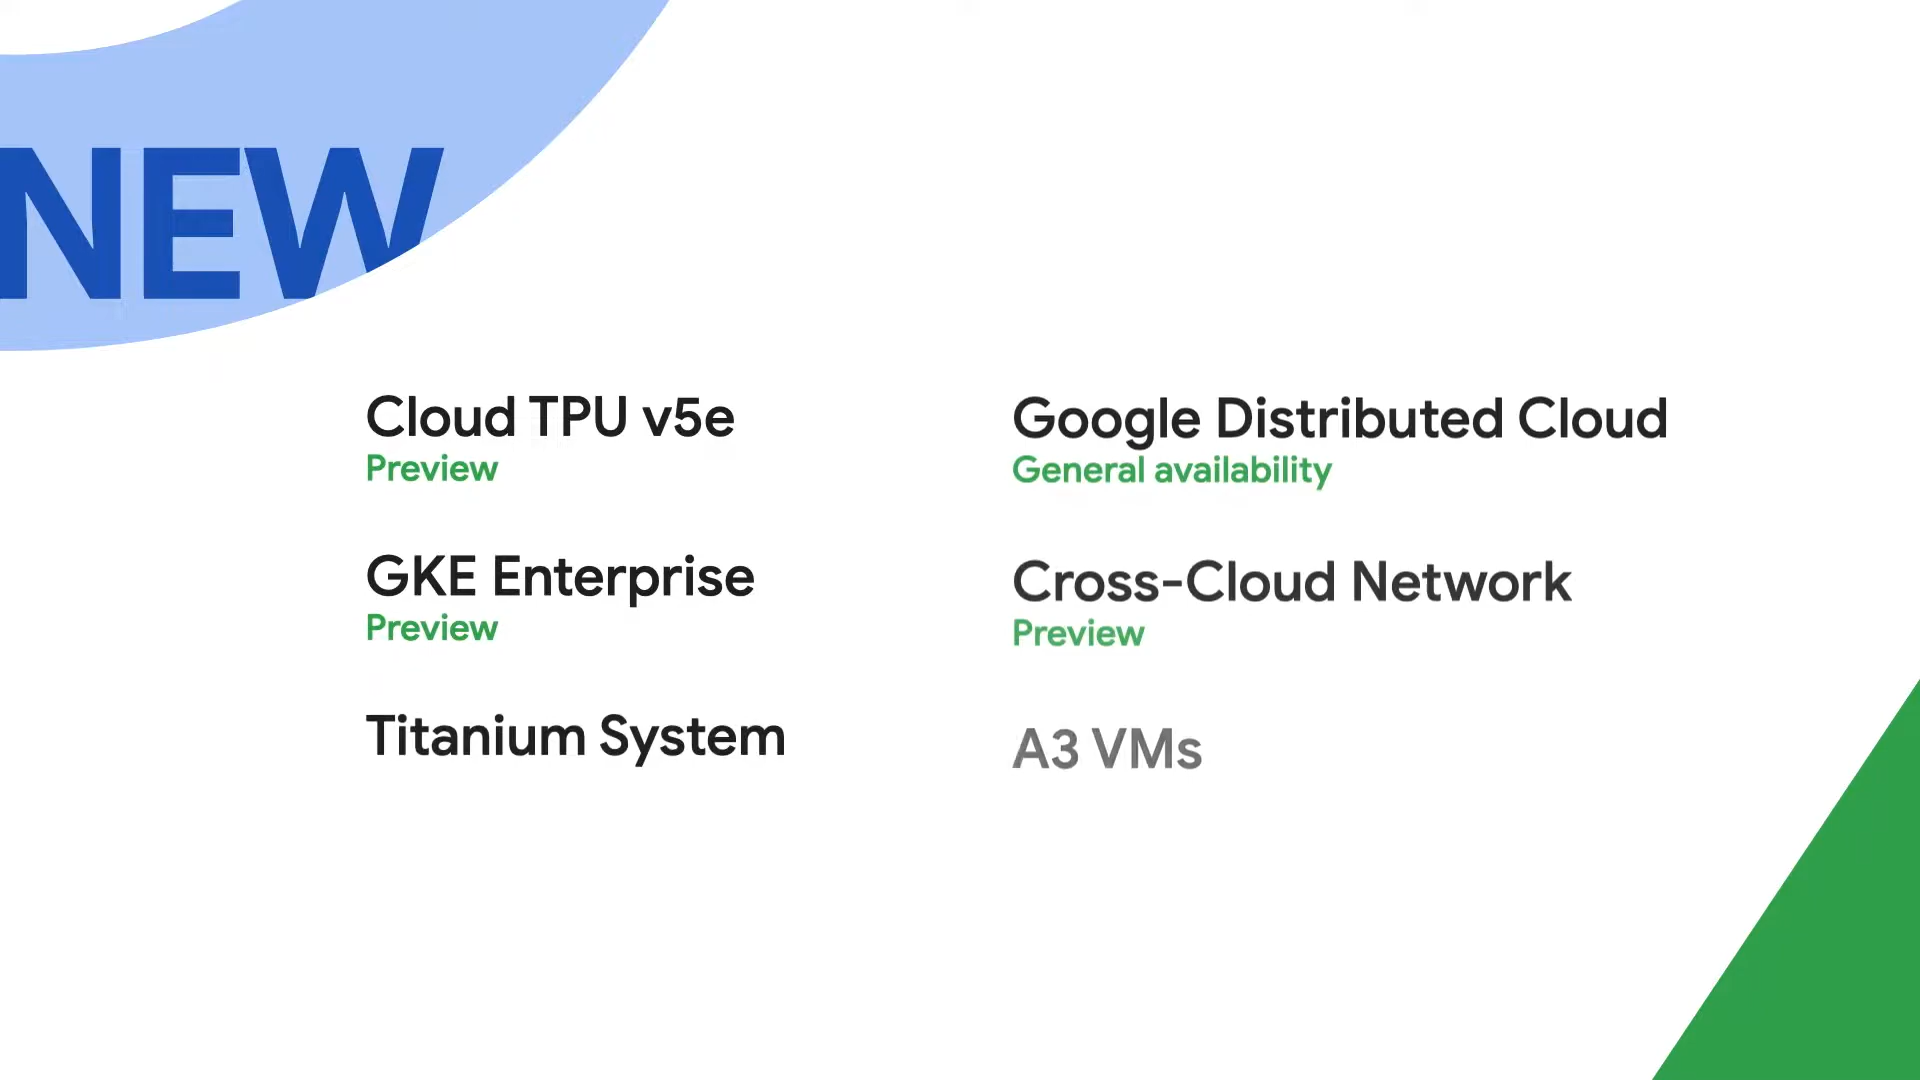 NEW
Cloud TPU v5e
Preview
GKE Enterprise
Preview
Titanium System
Google Distributed Cloud
General availability
Cross-Cloud Network
Preview
A3 VMs